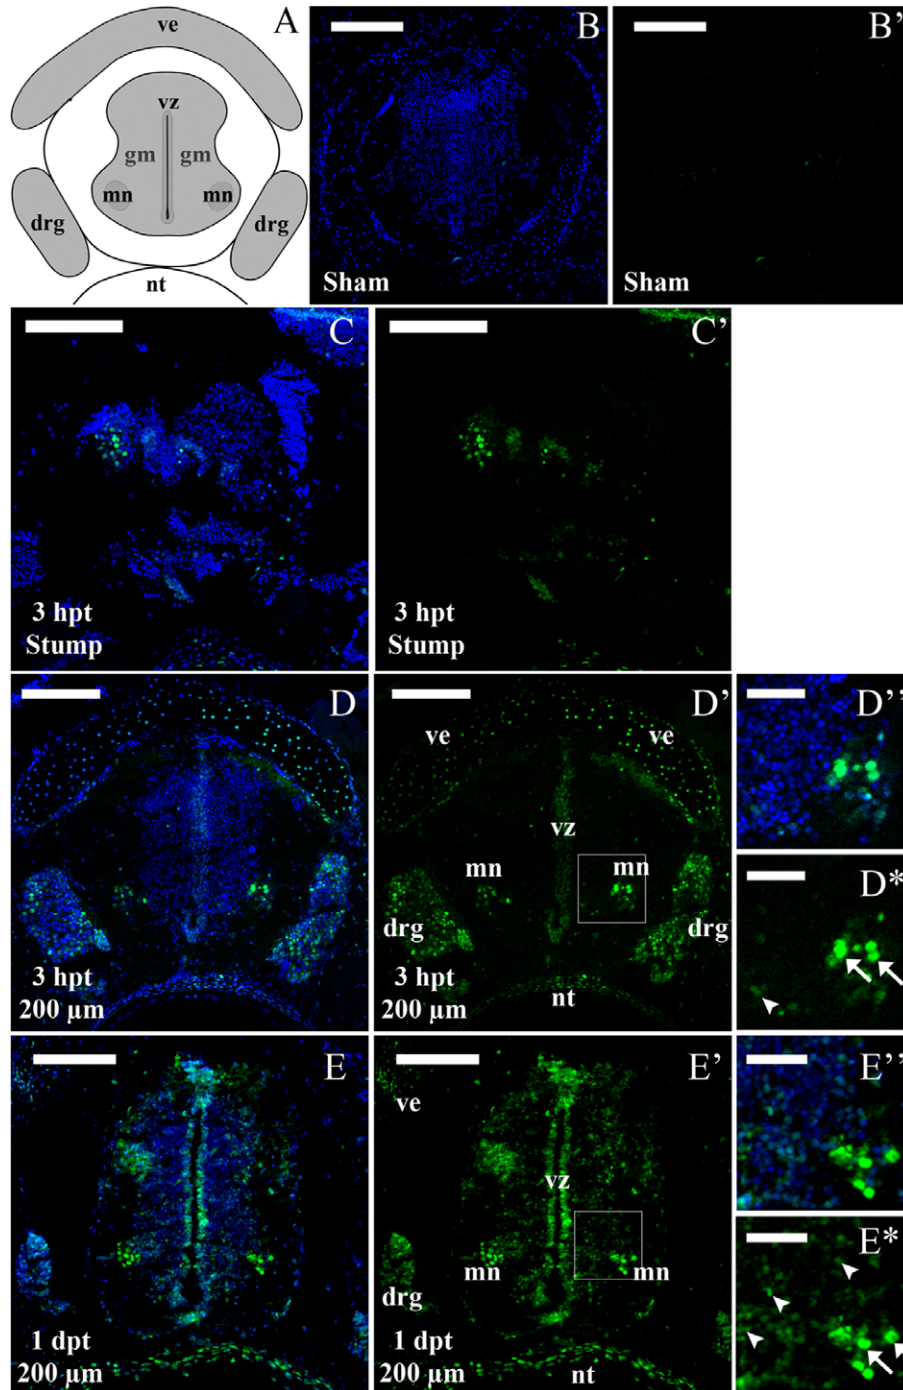 A
ve
vz
gm
gm
mn
mn
drg
drg
nt
B
Sham
B’
Sham
C
3 hpt
Stump
C’
3 hpt
Stump
D
3 hpt
200 µm
D’
ve
ve
vz
mn
mn
drg
drg
3 hpt
200 µm
nt
D’’
D*
E
mn
drg
1 dpt
200 µm
E’
ve
vz
mn
1 dpt
200 µm
nt
E’’
E*